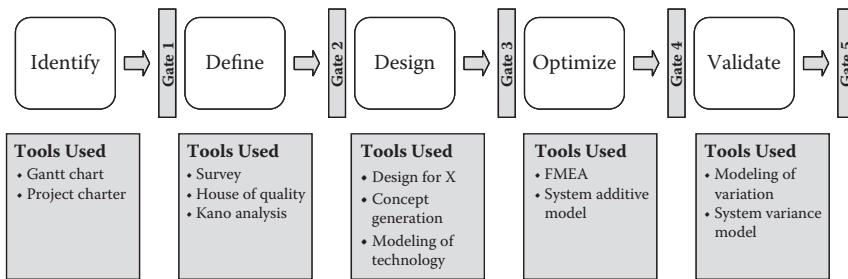 Identify
Gate 1
Define
Gate 2
Design
Gate 3
Optimize
Gate 4
Validate
Gate 5
Tools Used
• Gantt chart
• Project charter
Tools Used
• Survey
• House of quality
• Kano analysis
Tools Used
• Design for X
• Concept
generation
• Modeling of
technology
Tools Used
• FMEA
• System additive
model
Tools Used
• Modeling of
variation
• System variance
model